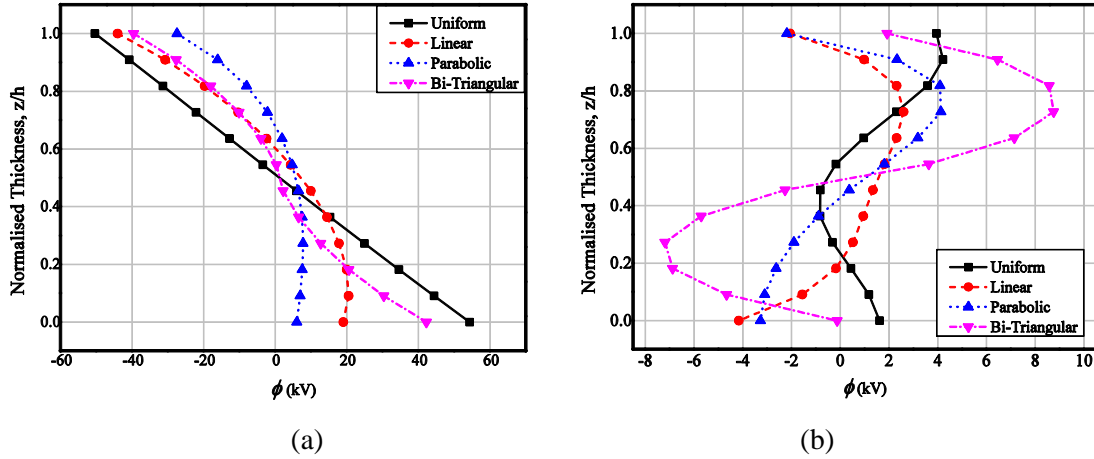 Uniform
Linear
Parabolic
Bi-Triangular
Normalised Thickness, z/h
1.0
0.8
0.6
0.4
0.2
0.0
-60 -40 -20 0 20 40 60
ϕ (kV)
(a)
Normalised Thickness, z/h
1.0
0.8
0.6
0.4
0.2
0.0
Uniform
Linear
Parabolic
Bi-Triangular
-8 -6 -4 -2 0 2 4 6 8 10
ϕ (kV)
(b)